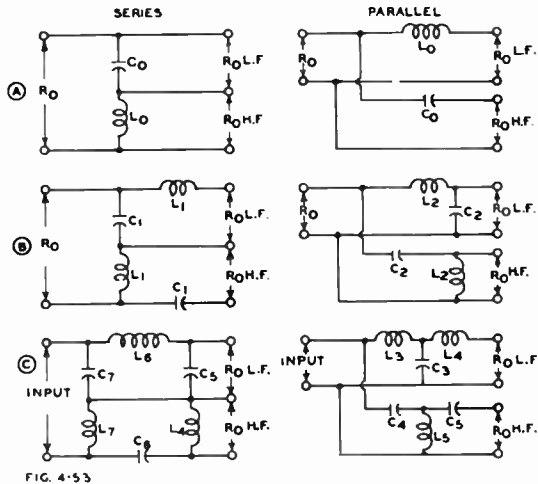 SERIES
PARALLEL
A
R0
C0
L0
R0 L.F.
R0 H.F
R0
L0
C0
R0 L.F.
R0 H.F.
B
R0
C1
L1
L1
C1
R0 L.F.
R0 H.F.
R0
L2
C2
C2
L2
R0 L.F.
R0 H.F.
C
INPUT
L6
C7
C5
L7
L4
C6
R0 L.F.
R0 H.F.
INPUT
L3
L4
C3
C4
C5
L5
R0 L.F.
R0 H.F.
FIG. 4·53